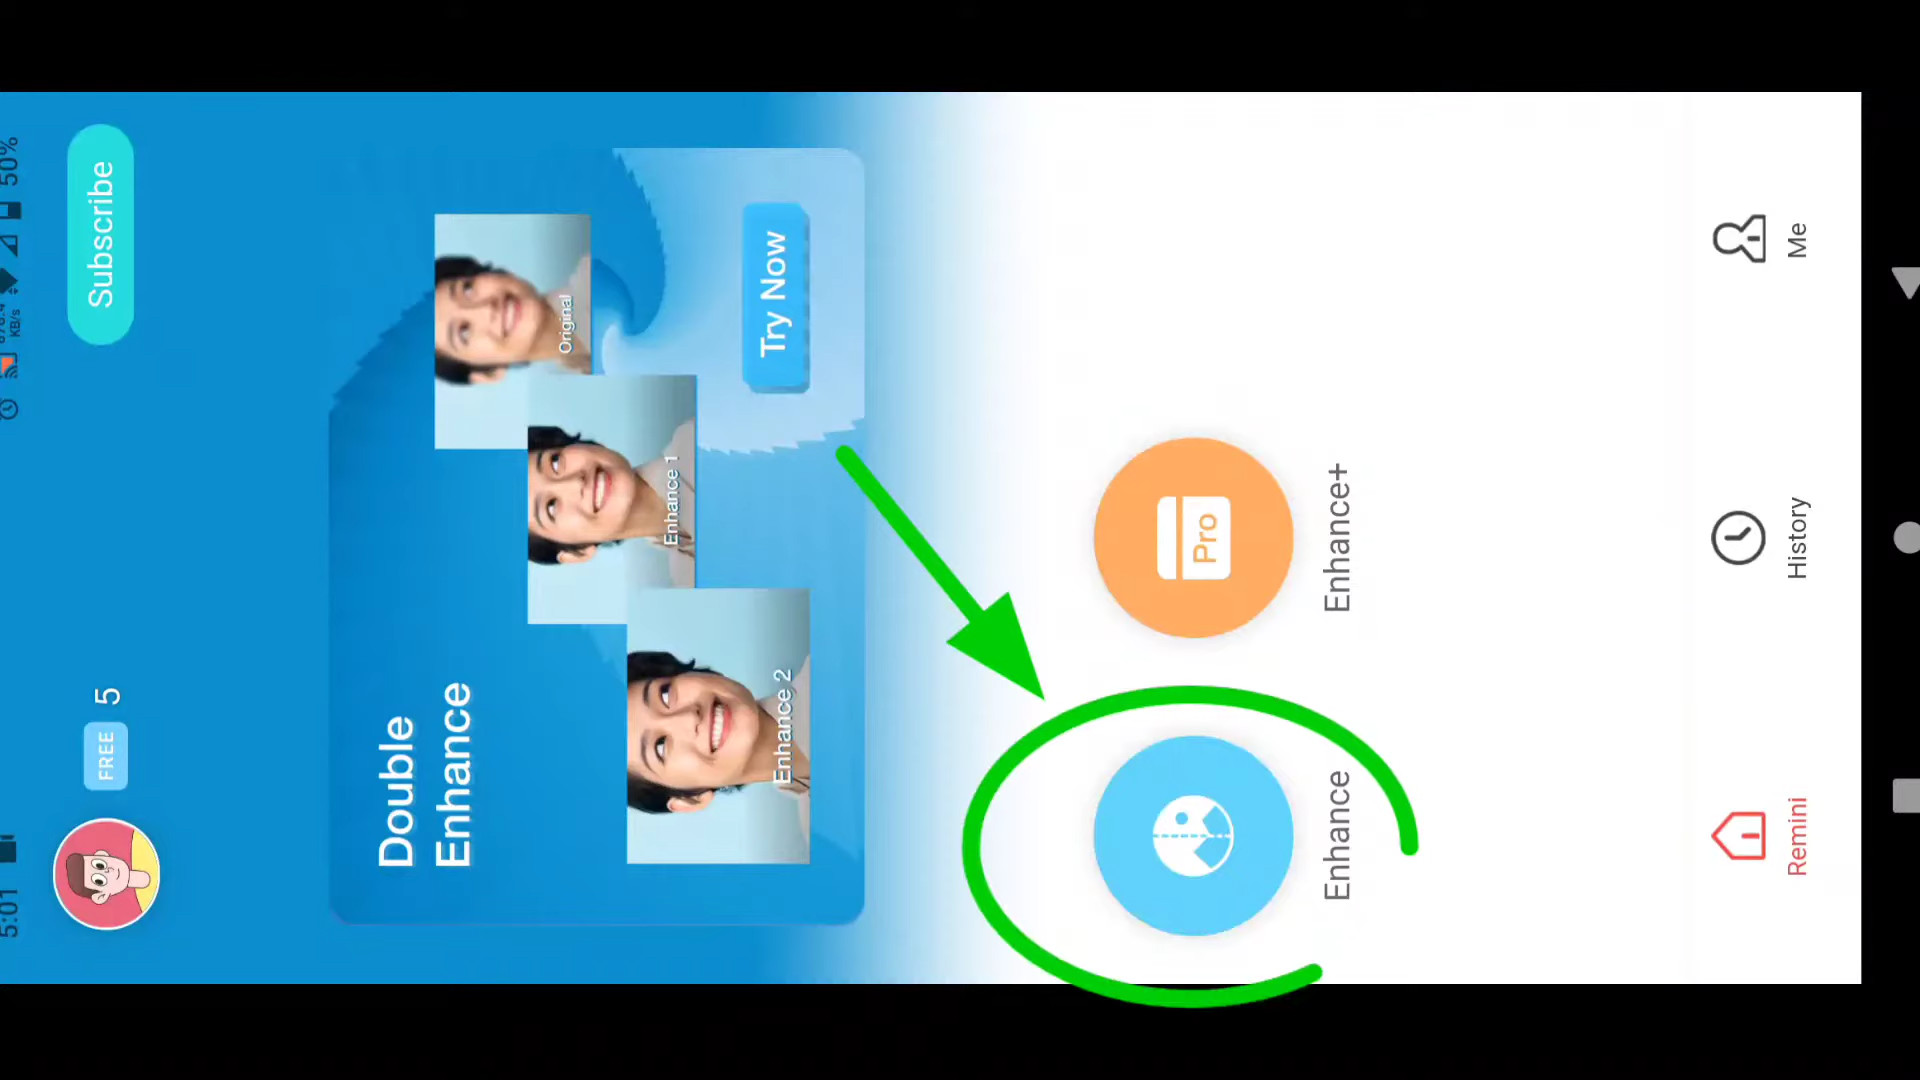 5:01
50%
KB/s
FREE 5
Subscribe
Double
Enhance
Original
Enhance 1
Enhance 2
Try Now
Pro
Enhance
Enhance+
Remini
History
Me